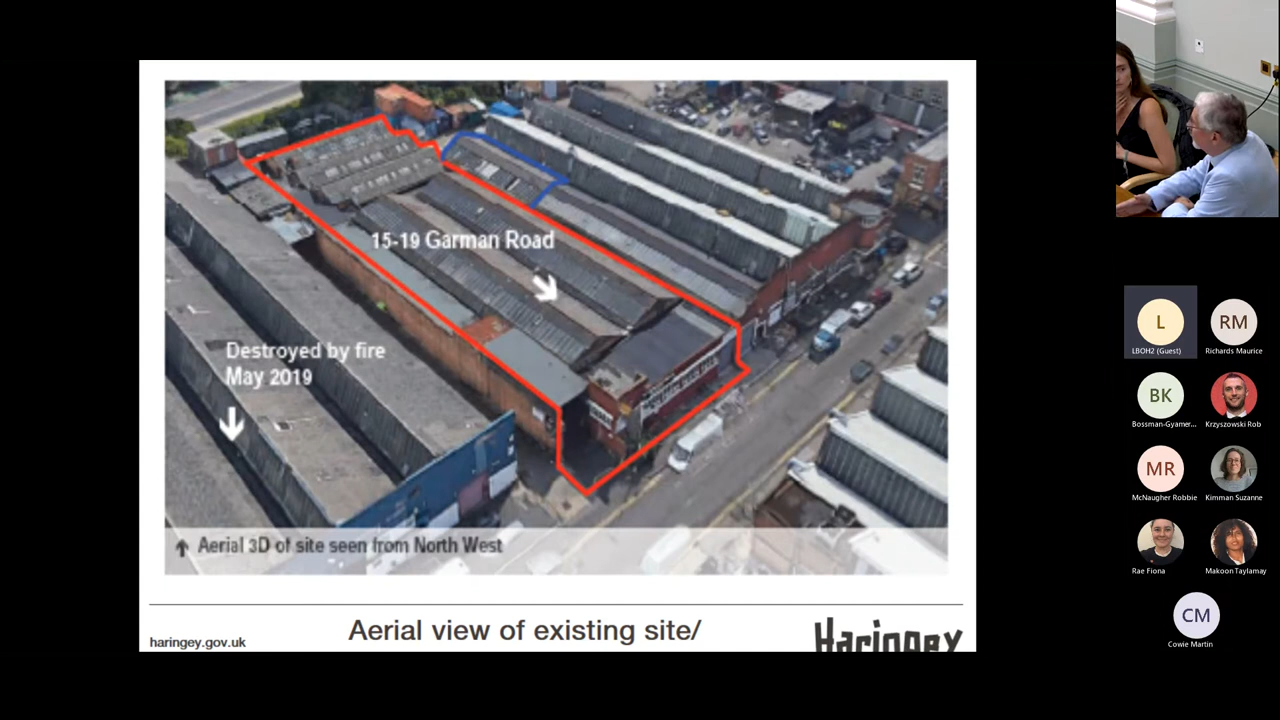 15-19 Garman Road
Destroyed by fire
May 2019
Aerial 3D of site seen from North West
haringey.gov.uk
Aerial view of existing site/
Haringey
L
LBOH2 (Guest)
RM
Richards Maurice
BK
Bossman-Gyamer...
Krzyszowski Rob
MR
McNaugher Robbie
Kimman Suzanne
Rae Fiona
Makoon Taylamay
CM
Cowie Martin